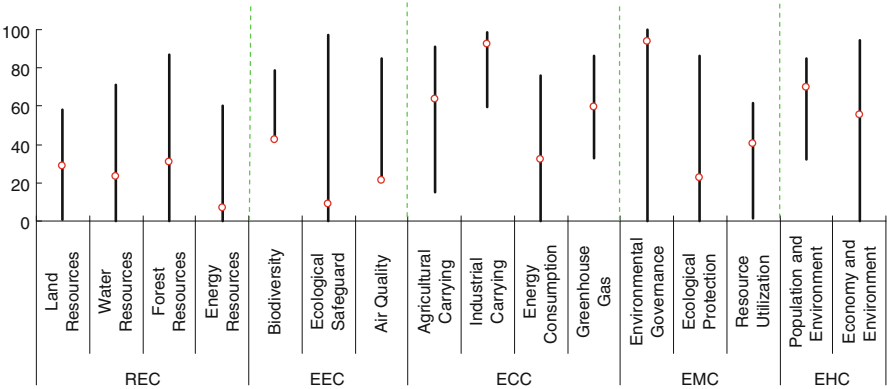 100
80
60
40
20
0
Land
Resources
Water
Resources
Forest
Resources
Energy
Resources
Biodiversity
Ecological
Safeguard
Air Quality
Agricultural
Carrying
Industrial
Carrying
Energy
Consumption
Greenhouse
Gas
Environmental
Governance
Ecological
Protection
Resource
Utilization
Population and
Environment
Economy and
Environment
REC
EEC
ECC
EMC
EHC